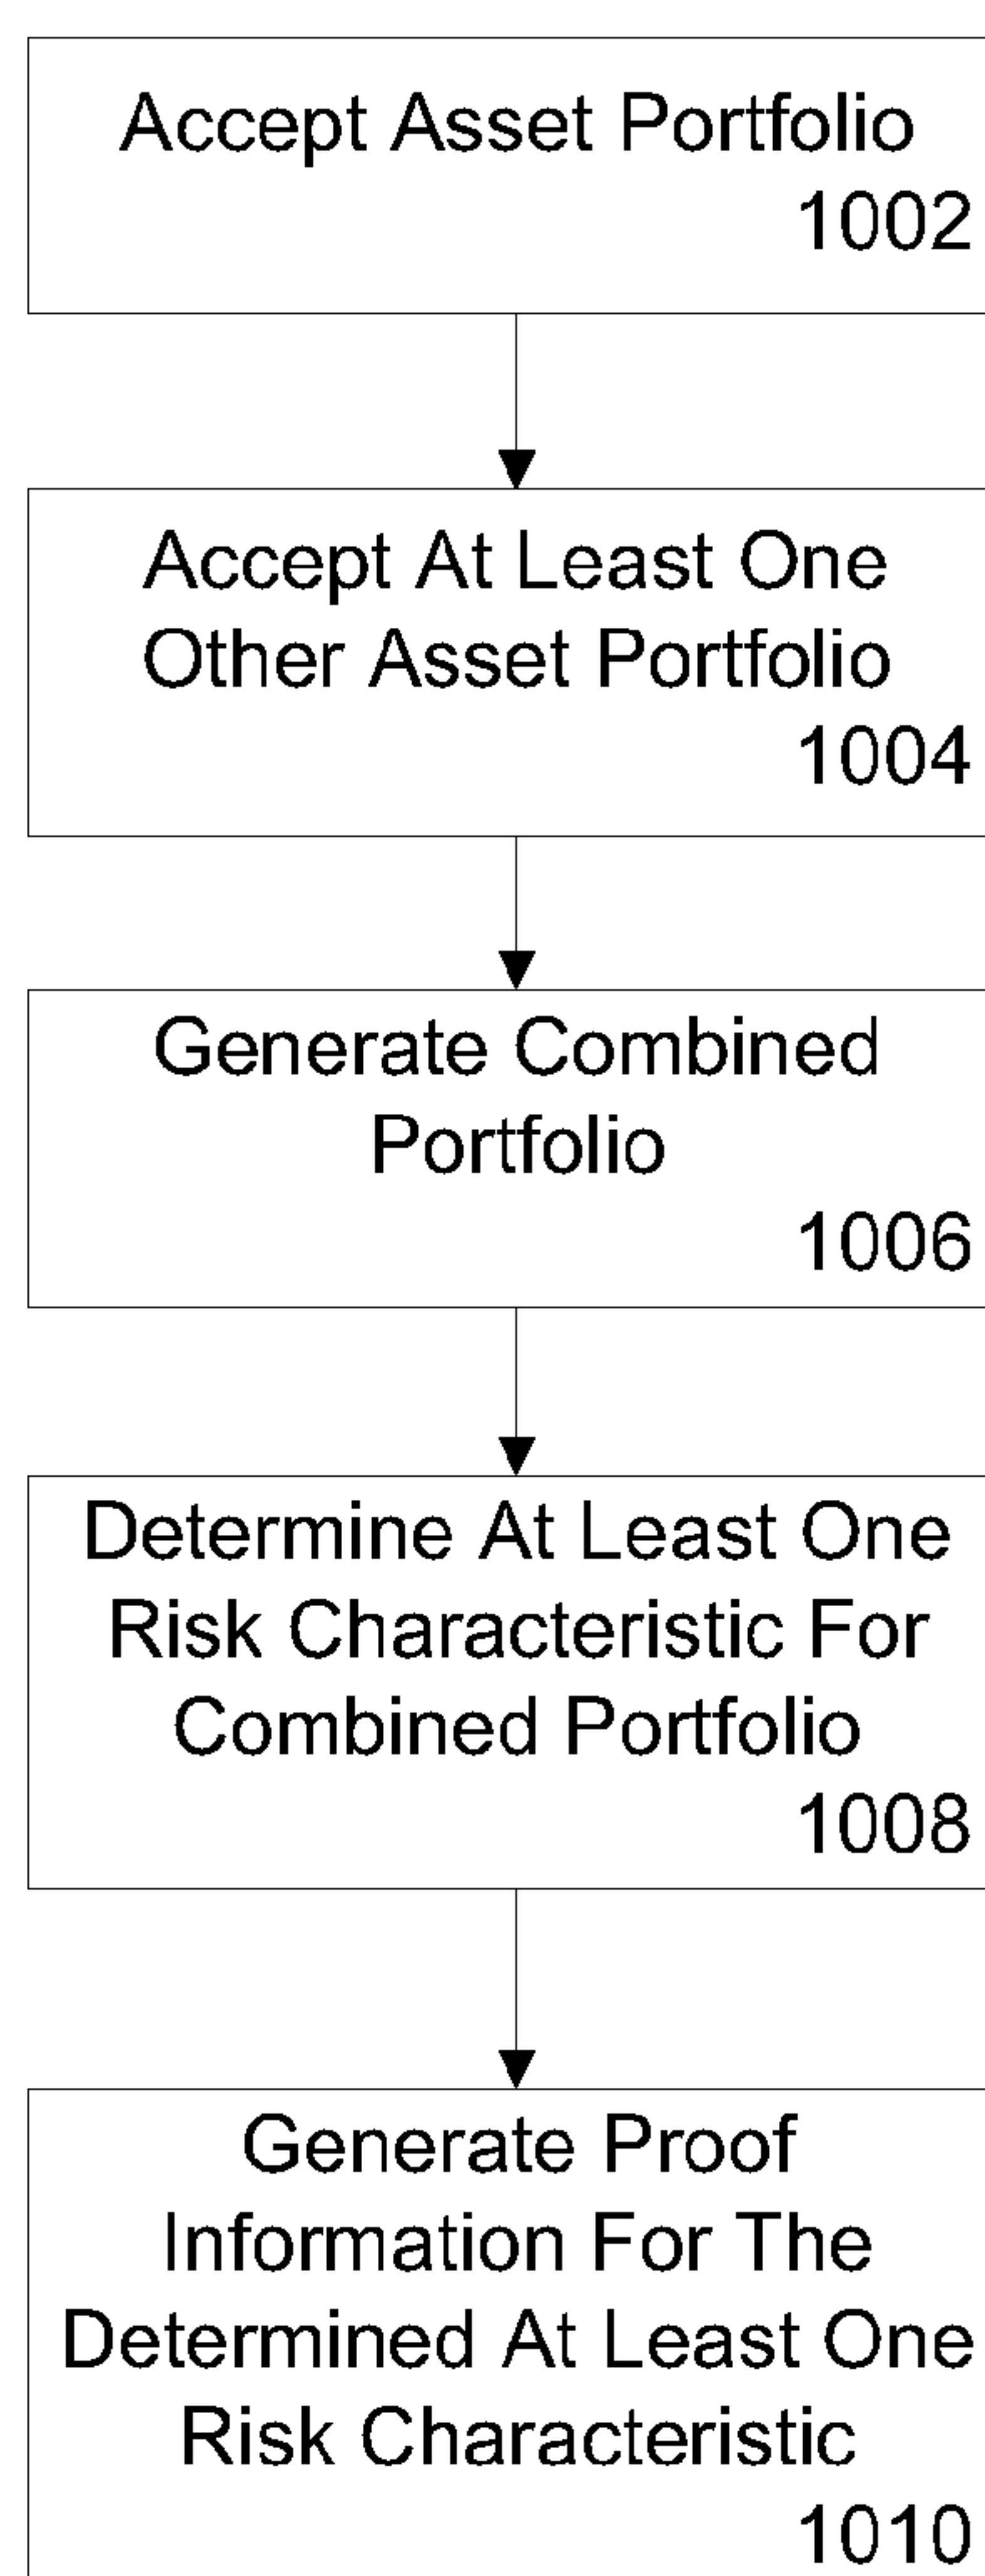 Accept Asset Portfolio
1002
Accept At Least One
Other Asset Portfolio
1004
Generate Combined
Portfolio
1006
Determine At Least One
Risk Characteristic For
Combined Portfolio
1008
Generate Proof
Information For The
Determined At Least One
Risk Characteristic
1010